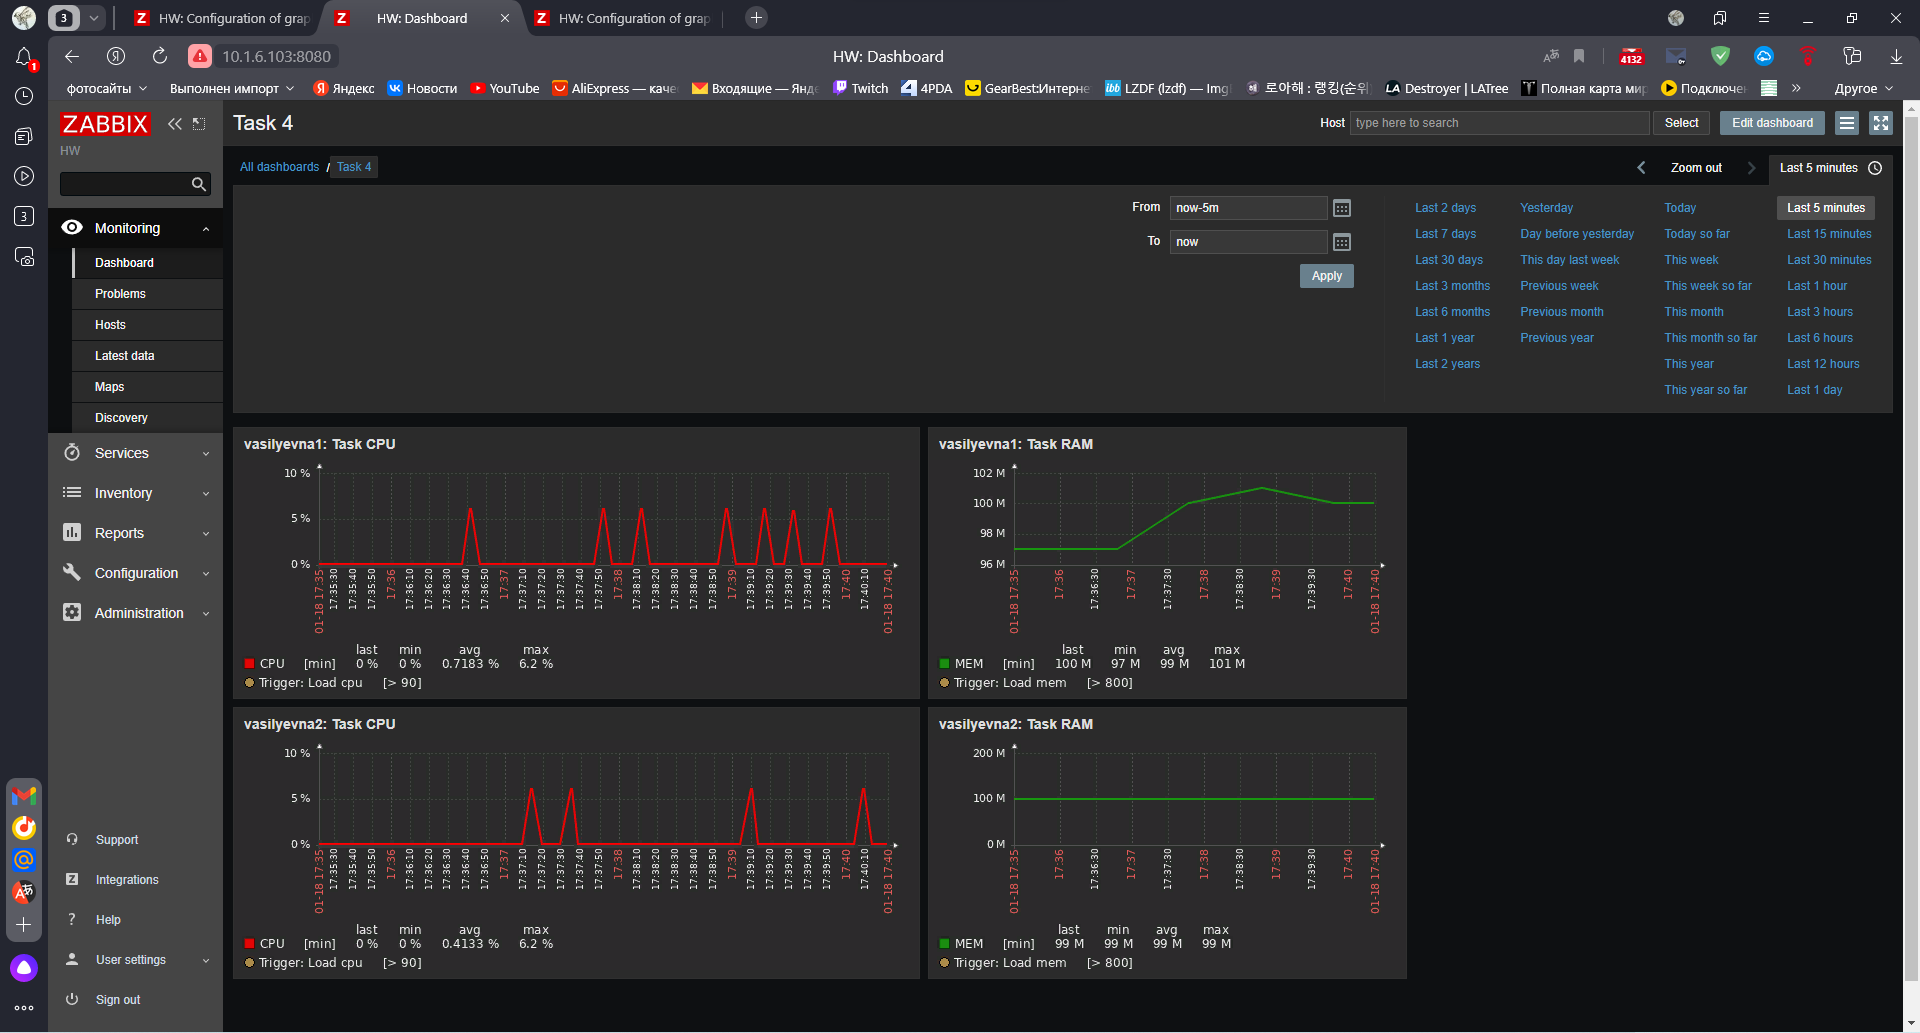 3
HW: Configuration of grap
HW: Dashboard
HW: Configuration of grap
1
10.1.6.103:8080
HW: Dashboard
4132
фотосайты
Выполнен импорт
Яндекс
Новости
YouTube
AliExpress — каче
Входящие — Янд
Twitch
4PDA
GearBest:Интерне
LZDF (lzdf) — Img
로아해 : 랭킹(순위
Destroyer | LATree
Полная карта мир
Подключен
Другое
ZABBIX
HW
Monitoring
Dashboard
Problems
Hosts
Latest data
Maps
Discovery
Services
Inventory
Reports
Configuration
Administration
Support
Integrations
Help
User settings
Sign out
3
Task 4
Host
type here to search
Select
Edit dashboard
All dashboards / Task 4
Zoom out
Last 5 minutes
From now-5m
To now
Apply
Last 2 days Yesterday Today Last 5 minutes
Last 7 days Day before yesterday Today so far Last 15 minutes
Last 30 days This day last week This week Last 30 minutes
Last 3 months Previous week This week so far Last 1 hour
Last 6 months Previous month This month Last 3 hours
Last 1 year Previous year This month so far Last 6 hours
Last 2 years This year Last 12 hours
This year so far Last 1 day
vasilyevna1: Task CPU
10 %
5 %
0 %
01-18 17:35 17:35:30 17:35:40 17:35:50 17:36 17:36:10 17:36:20 17:36:30 17:36:40 17:36:50 17:37 17:37:10 17:37:20 17:37:30 17:37:40 17:37:50 17:38 17:38:10 17:38:20 17:38:30 17:38:40 17:38:50 17:39 17:39:10 17:39:20 17:39:30 17:39:40 17:39:50 17:40 17:40:10 01-18 17:40
last min avg max
CPU [min] 0 % 0 % 0.7183 % 6.2 %
Trigger: Load cpu [> 90]
vasilyevna1: Task RAM
102 M
100 M
98 M
96 M
01-18 17:35 17:36 17:36:30 17:37 17:37:30 17:38 17:38:30 17:39 17:39:30 17:40 01-18 17:40
last min avg max
MEM [min] 100 M 97 M 99 M 101 M
Trigger: Load mem [> 800]
vasilyevna2: Task CPU
10 %
5 %
0 %
01-18 17:35 17:35:30 17:35:40 17:35:50 17:36 17:36:10 17:36:20 17:36:30 17:36:40 17:36:50 17:37 17:37:10 17:37:20 17:37:30 17:37:40 17:37:50 17:38 17:38:10 17:38:20 17:38:30 17:38:40 17:38:50 17:39 17:39:10 17:39:20 17:39:30 17:39:40 17:39:50 17:40 17:40:10 01-18 17:40
last min avg max
CPU [min] 0 % 0 % 0.4133 % 6.2 %
Trigger: Load cpu [> 90]
vasilyevna2: Task RAM
200 M
100 M
0 M
01-18 17:35 17:36 17:36:30 17:37 17:37:30 17:38 17:38:30 17:39 17:39:30 17:40 01-18 17:40
last min avg max
MEM [min] 99 M 99 M 99 M 99 M
Trigger: Load mem [> 800]